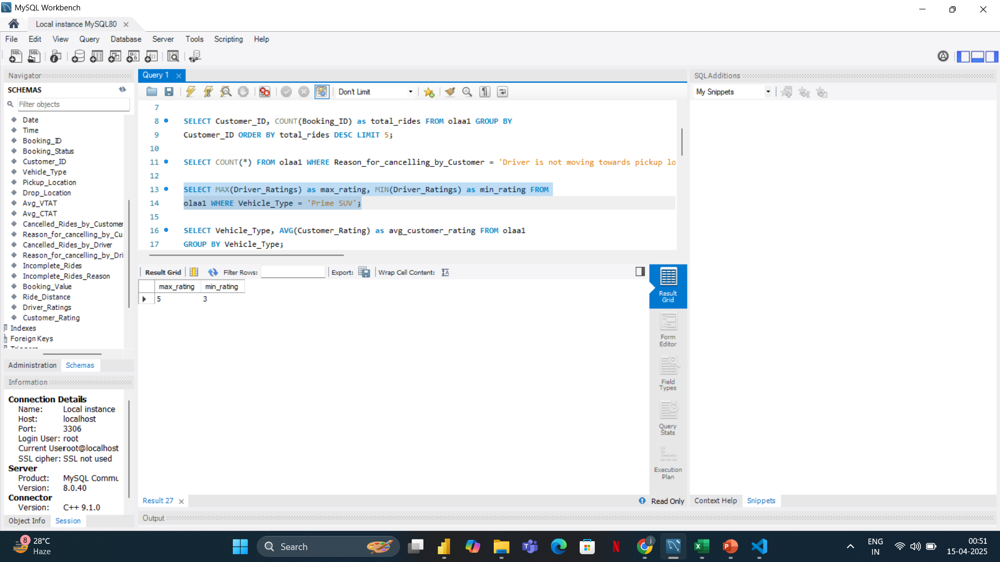 MySQL Workbench
Local instance MySQL80
File Edit View Query Database Server Tools Scripting Help
Navigator
SCHEMAS
Filter objects
Date
Time
Booking_ID
Booking_Status
Customer_ID
Vehicle_Type
Pickup_Location
Drop_Location
Avg_VTAT
Avg_CTAT
Cancelled_Rides_by_Customer
Reason_for_cancelling_by_Cu
Cancelled_Rides_by_Driver
Reason_for_cancelling_by_Dri
Incomplete_Rides
Incomplete_Rides_Reason
Booking_Value
Ride_Distance
Driver_Ratings
Customer_Rating
Indexes
Foreign Keys
Triggers
Administration Schemas
Information
Connection Details
Name: Local instance
Host: localhost
Port: 3306
Login User: root
Current User root@localhost
SSL cipher: SSL not used
Server
Product: MySQL Commu
Version: 8.0.40
Connector
Version: C++ 9.1.0
Object Info Session
Query 1
Don't Limit
7
8 SELECT Customer_ID, COUNT(Booking_ID) as total_rides FROM olaa1 GROUP BY
9 Customer_ID ORDER BY total_rides DESC LIMIT 5;
10
11 SELECT COUNT(*) FROM olaa1 WHERE Reason_for_cancelling_by_Customer = 'Driver is not moving towards pickup lo
12
13 SELECT MAX(Driver_Ratings) as max_rating, MIN(Driver_Ratings) as min_rating FROM
14 olaa1 WHERE Vehicle_Type = 'Prime SUV';
15
16 SELECT Vehicle_Type, AVG(Customer_Rating) as avg_customer_rating FROM olaa1
17 GROUP BY Vehicle_Type;
Result Grid Filter Rows: Export: Wrap Cell Content:
max_rating min_rating
5 3
Result
Grid
Form
Editor
Field
Types
Query
Stats
Execution
Plan
Result 27
Read Only
Output
SQLAdditions
My Snippets
Context Help Snippets
8
28°C
Haze
Search
ENG
IN
00:51
15-04-2025